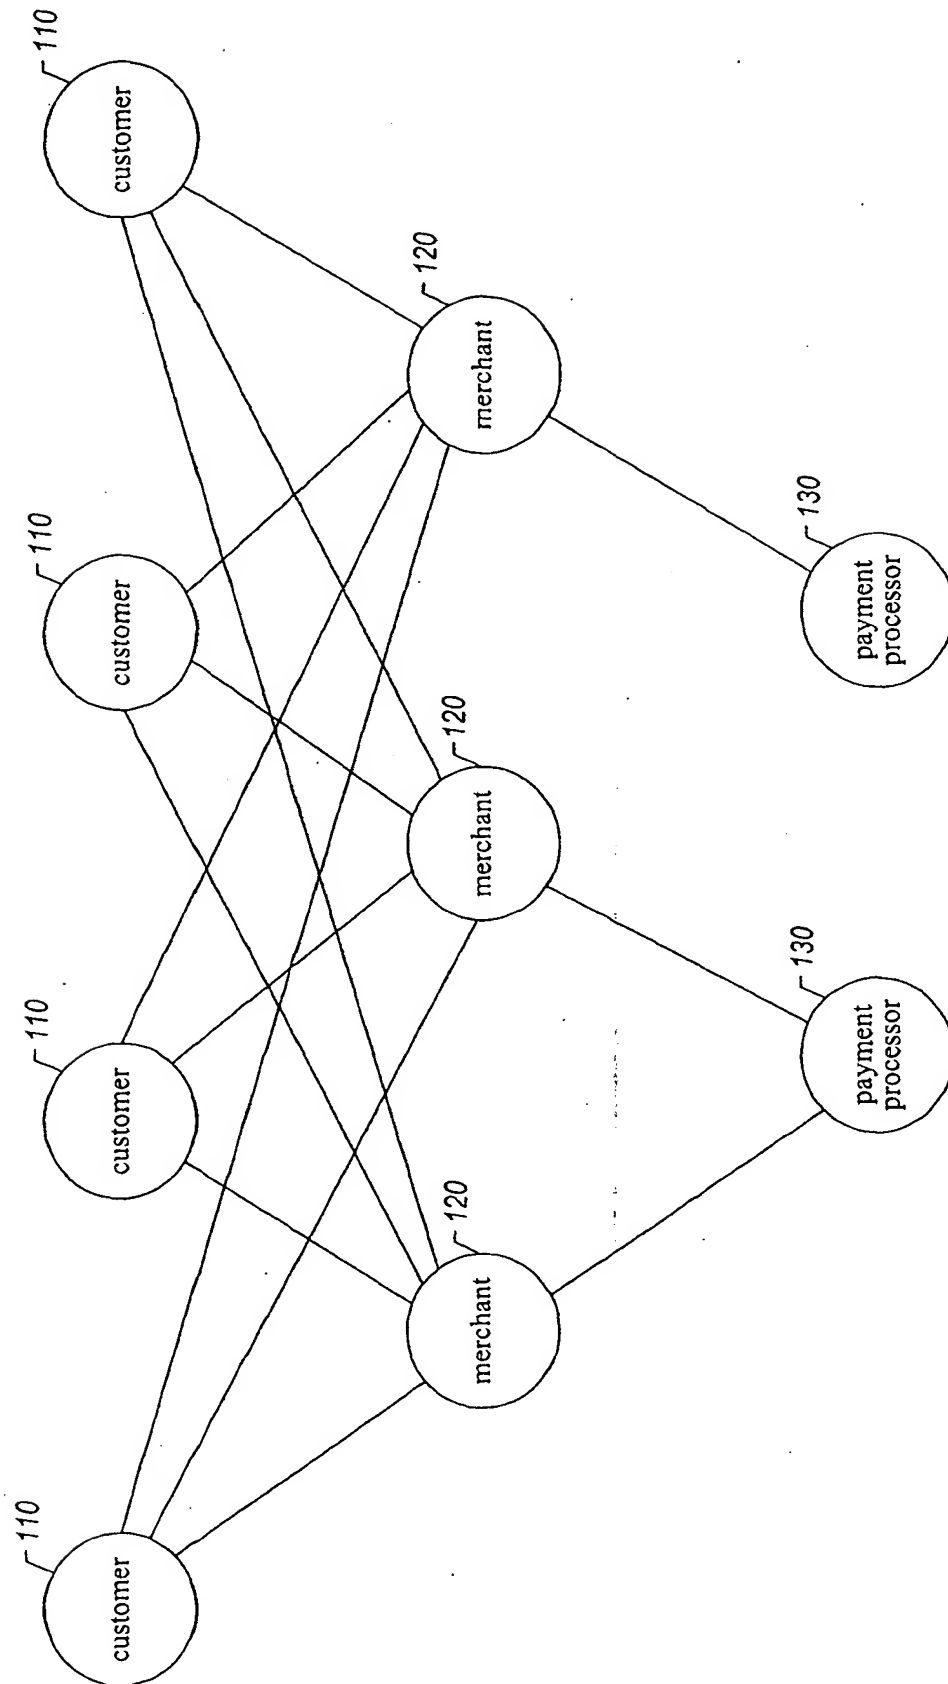 110
110
110
110
customer
customer
customer
customer
120
120
120
merchant
merchant
merchant
130
130
payment
processor
payment
processor